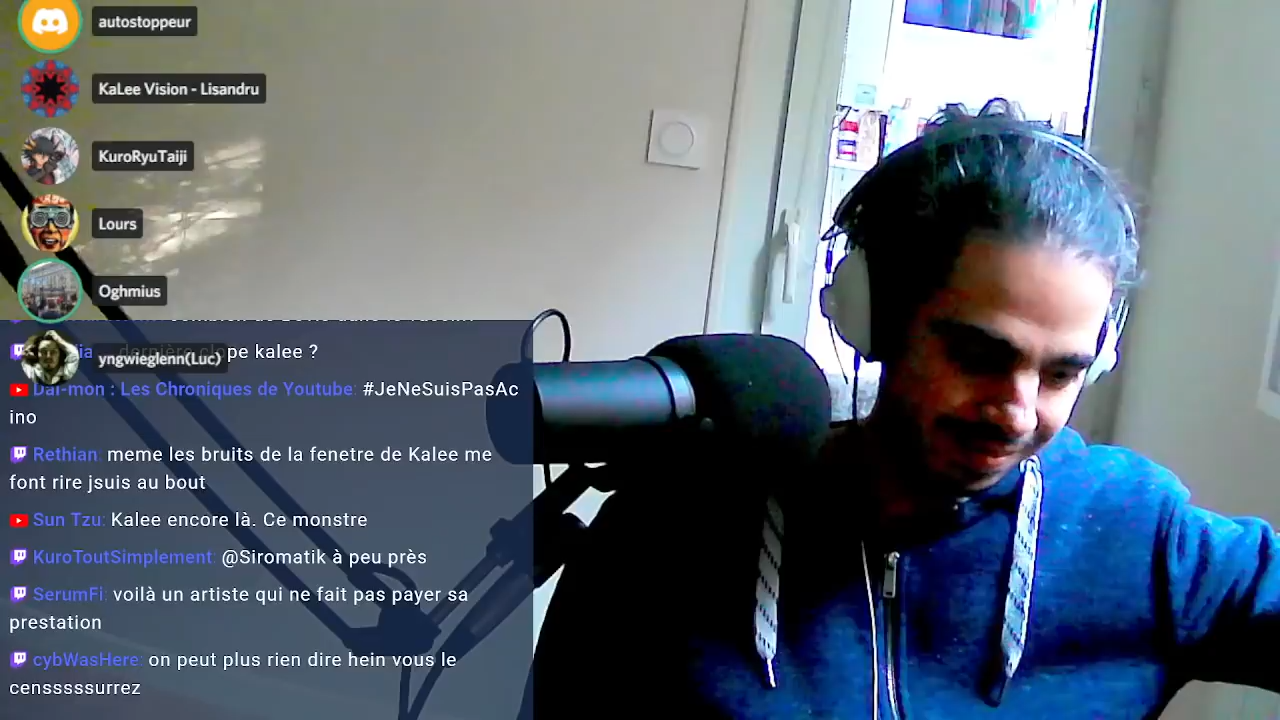 autostoppeur
KaLee Vision - Lisandru
KuroRyuTaiji
Lours
Oghmius
yngwieglenn(Luc)
pe kalee ?
Dai-mon : Les Chroniques de Youtube: #JeNeSuisPasAc
ino
Rethian: meme les bruits de la fenetre de Kalee me
font rire jsuis au bout
Sun Tzu: Kalee encore là. Ce monstre
KuroToutSimplement: @Siromatik à peu près
SerumFi: voilà un artiste qui ne fait pas payer sa
prestation
cybWasHere: on peut plus rien dire hein vous le
censssssurrez